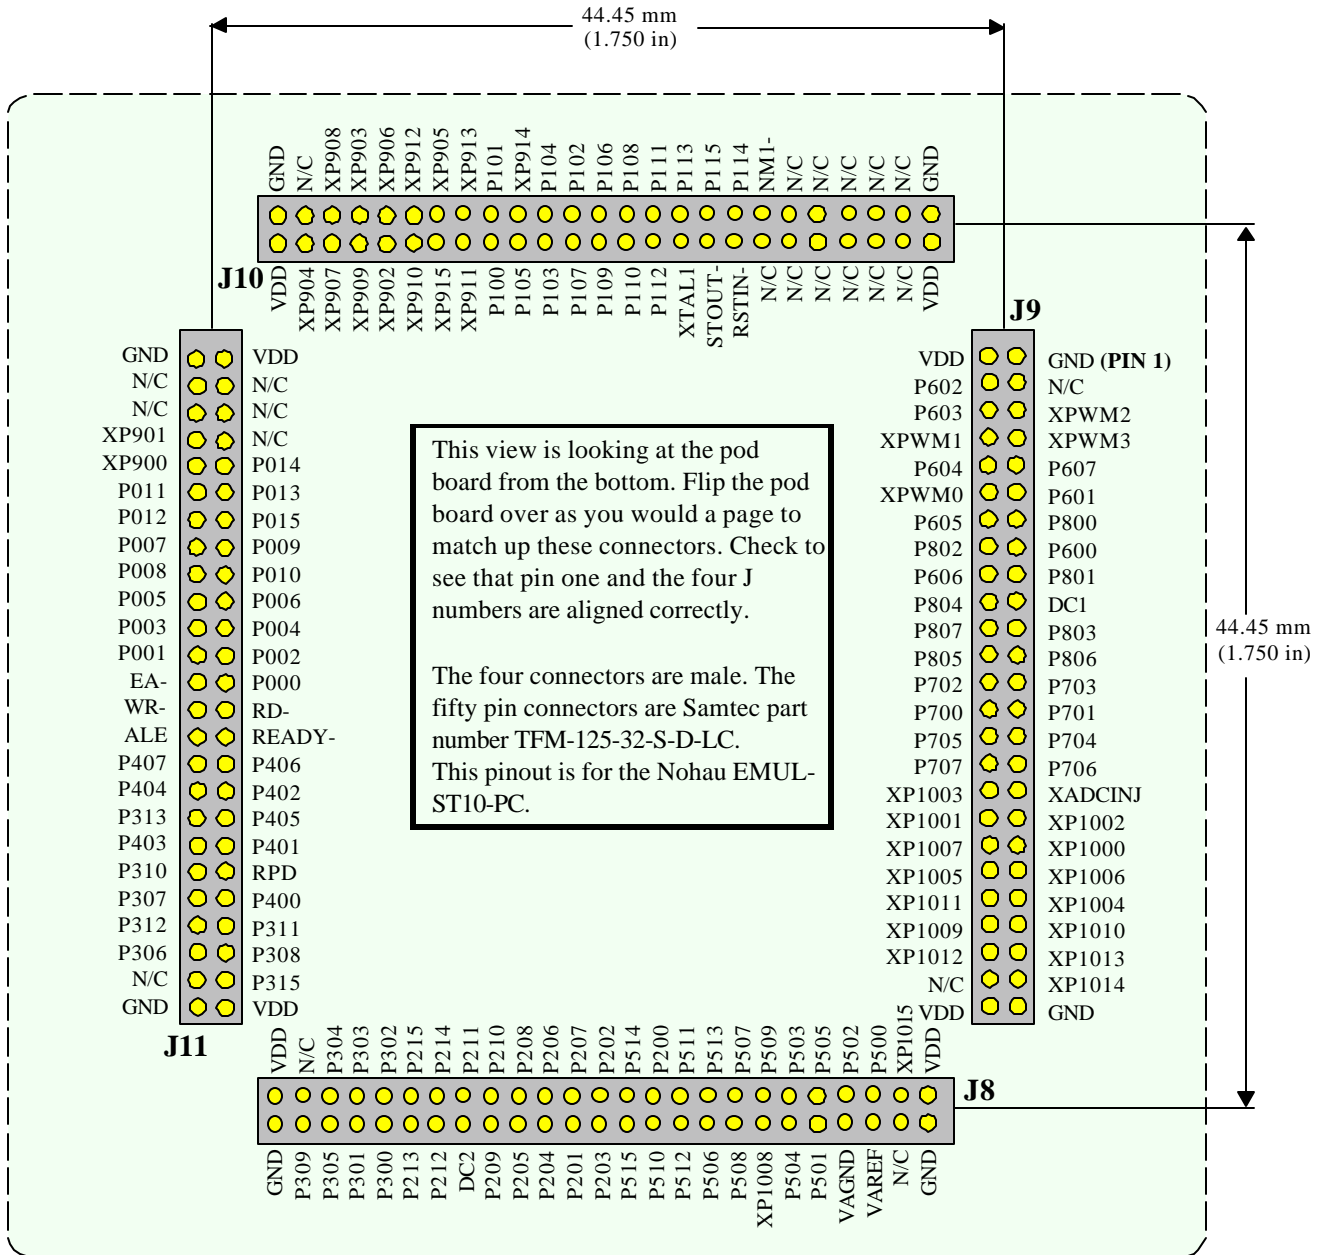 44.45 mm
(1.750 in)
GND N/C XP908 XP903 XP906 XP912 XP905 XP913 P101 XP914 P104 P102 P106 P108 P111 P113 P115 P114 NM1- N/C N/C N/C N/C N/C GND
J10
VDD XP904 XP907 XP909 XP902 XP910 XP915 XP911 P100 P105 P103 P107 P109 P110 P112 XTAL1 STOUT- RSTIN- N/C N/C N/C N/C N/C N/C VDD
J9
GND VDD
N/C N/C
N/C N/C
XP901 N/C
XP900 P014
P011 P013
P012 P015
P007 P009
P008 P010
P005 P006
P003 P004
P001 P002
EA- P000
WR- RD-
ALE READY-
P407 P406
P404 P402
P313 P405
P403 P401
P310 RPD
P307 P400
P312 P311
P306 P308
N/C P315
GND VDD
J11
This view is looking at the pod
board from the bottom. Flip the pod
board over as you would a page to
match up these connectors. Check to
see that pin one and the four J
numbers are aligned correctly.
The four connectors are male. The
fifty pin connectors are Samtec part
number TFM-125-32-S-D-LC.
This pinout is for the Nohau EMUL-
ST10-PC.
VDD GND (PIN 1)
P602 N/C
P603 XPWM2
XPWM1 XPWM3
P604 P607
XPWM0 P601
P605 P800
P802 P600
P606 P801
P804 DC1
P807 P803
P805 P806
P702 P703
P700 P701
P705 P704
P707 P706
XP1003 XADCINJ
XP1001 XP1002
XP1007 XP1000
XP1005 XP1006
XP1011 XP1004
XP1009 XP1010
XP1012 XP1013
N/C XP1014
VDD GND
44.45 mm
(1.750 in)
VDD N/C P304 P303 P302 P215 P214 P211 P210 P208 P206 P207 P202 P514 P200 P511 P513 P507 P509 P503 P505 P502 P500 XP1015 VDD
J8
GND P309 P305 P301 P300 P213 P212 DC2 P209 P205 P204 P201 P203 P515 P510 P512 P506 P508 XP1008 P504 P501 VAGND VAREF N/C GND